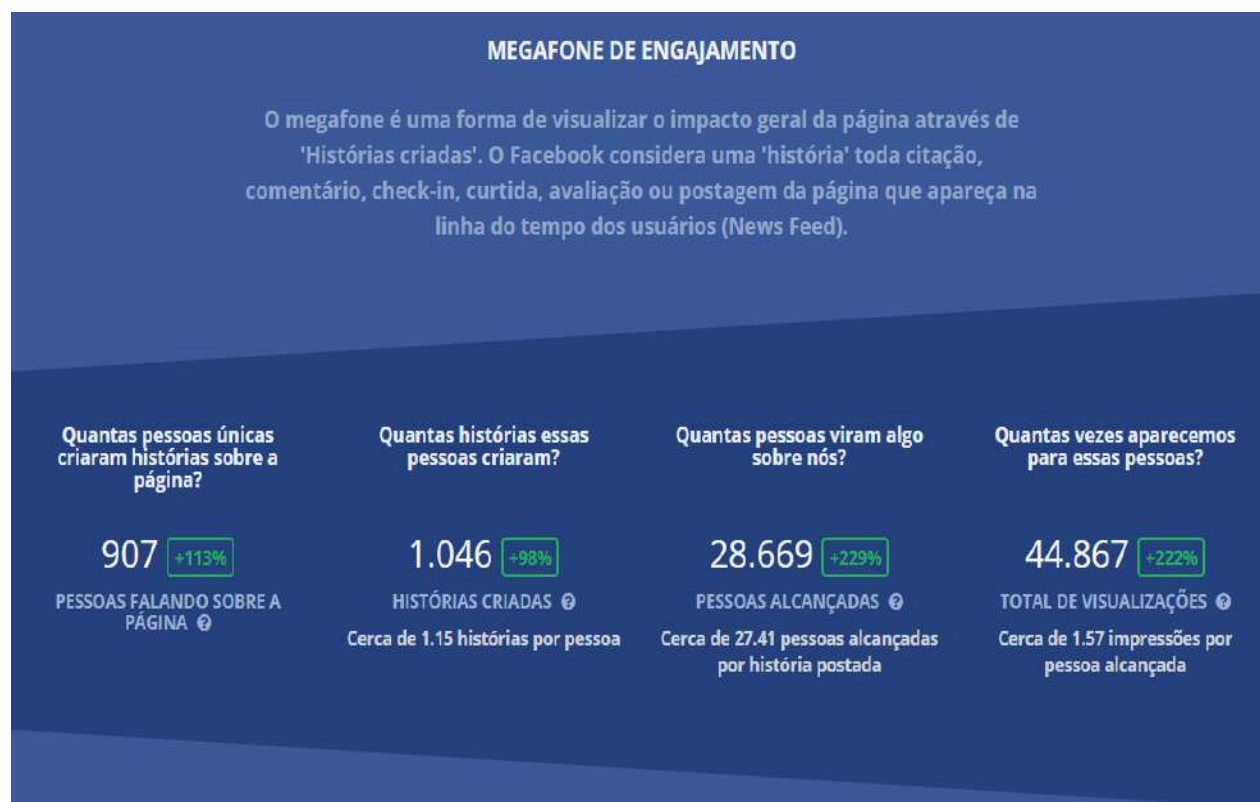 MEGAFONE DE ENGAJAMENTO
O megafone é uma forma de visualizar o impacto geral da página através de
'Histórias criadas'. O Facebook considera uma 'história' toda citação,
comentário, check-in, curtida, avaliação ou postagem da página que apareça na
linha do tempo dos usuários (News Feed).
Quantas pessoas únicas
criaram histórias sobre a
página?
907 +113%
PESSOAS FALANDO SOBRE A
PÁGINA ?
Quantas histórias essas
pessoas criaram?
1.046 +98%
HISTÓRIAS CRIADAS ?
Cerca de 1.15 histórias por pessoa
Quantas pessoas viram algo
sobre nós?
28.669 +229%
PESSOAS ALCANÇADAS ?
Cerca de 27.41 pessoas alcançadas
por história postada
Quantas vezes aparecemos
para essas pessoas?
44.867 +222%
TOTAL DE VISUALIZAÇÕES ?
Cerca de 1.57 impressões por
pessoa alcançada